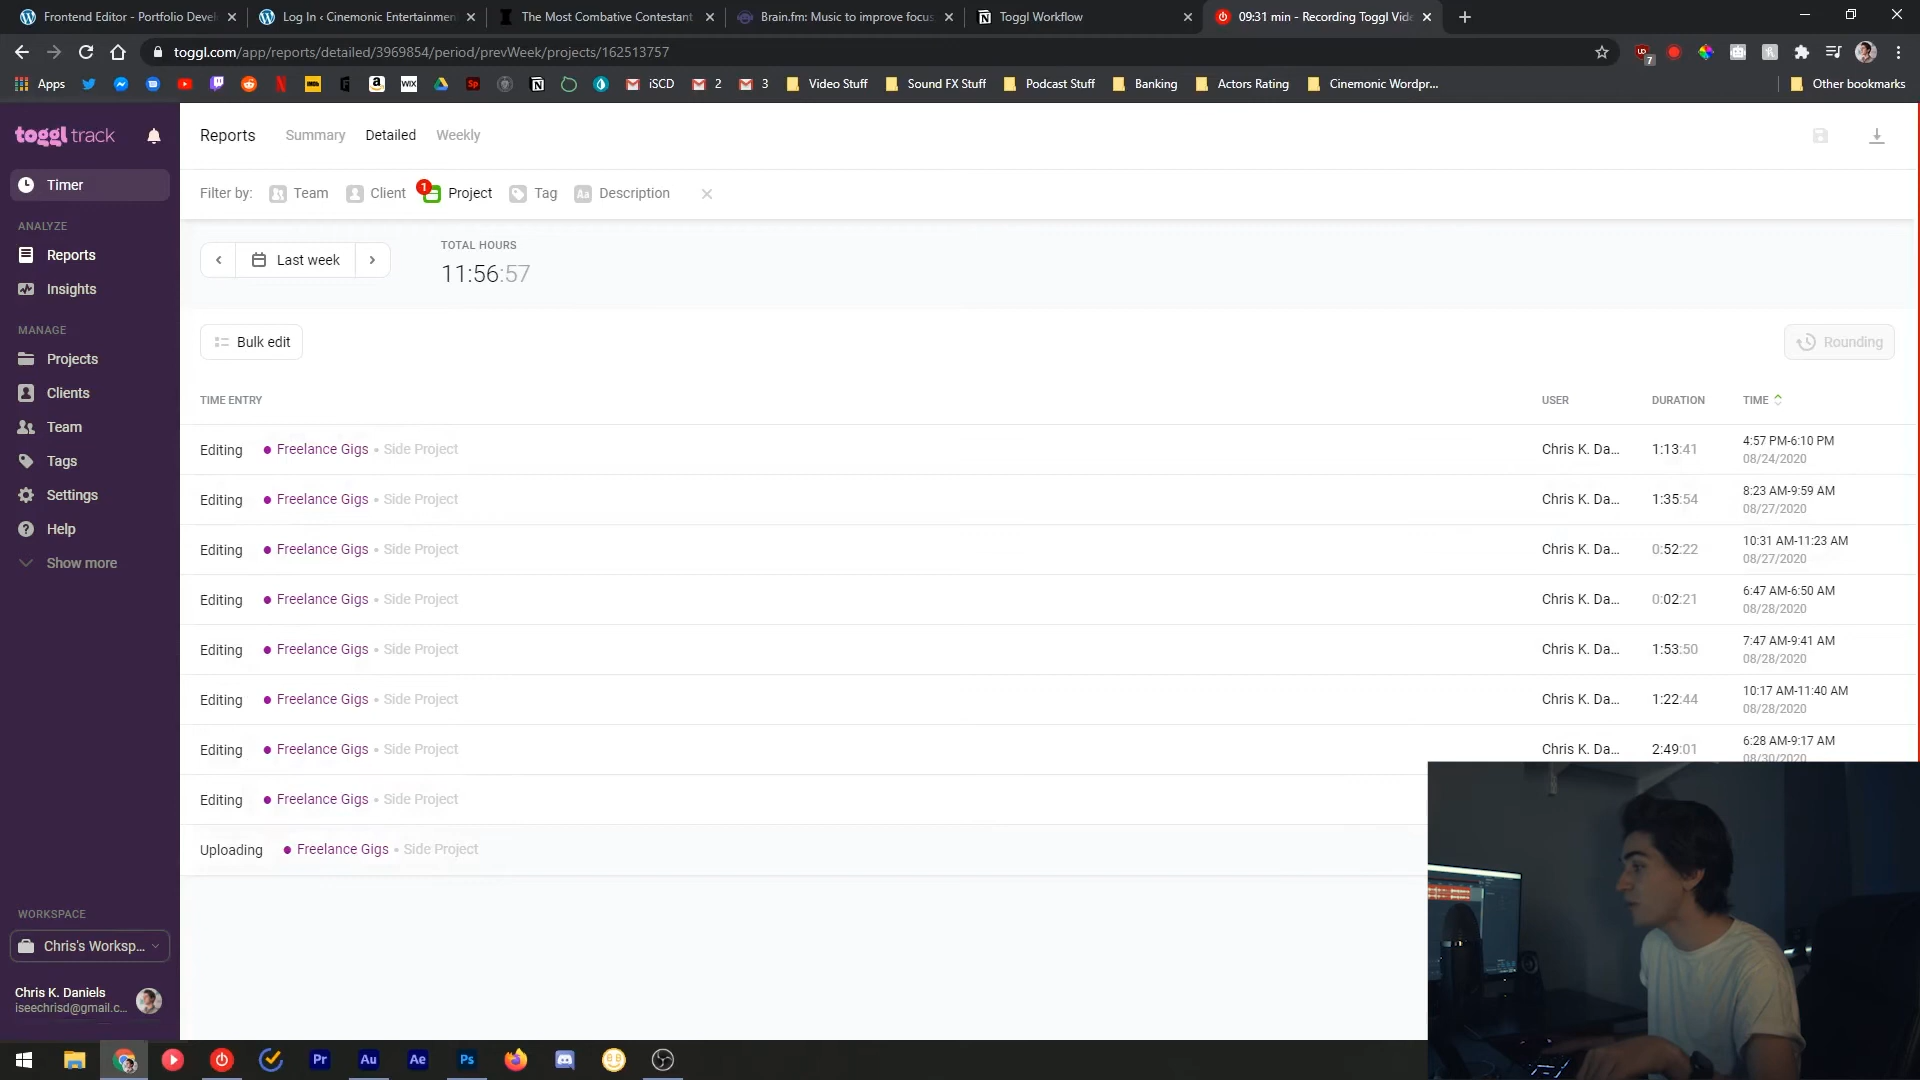 Frontend Editor - Portfolio Devel
Log In ‹ Cinemonic Entertainmen
The Most Combative Contestant
Brain.fm: Music to improve focus
Toggl Workflow
09:31 min - Recording Toggl Vide
toggl.com/app/reports/detailed/3969854/period/prevWeek/projects/162513757
7
Apps
iSCD
2
3
Video Stuff
Sound FX Stuff
Podcast Stuff
Banking
Actors Rating
Cinemonic Wordpr...
Other bookmarks
toggl track
Timer
ANALYZE
Reports
Insights
MANAGE
Projects
Clients
Team
Tags
Settings
Help
Show more
WORKSPACE
Chris's Worksp...
Chris K. Daniels
iseechrisd@gmail.c...
Reports
Summary
Detailed
Weekly
Filter by:
Team
Client
1
Project
Tag
Aa
Description
Last week
TOTAL HOURS
11:56:57
Bulk edit
Rounding
TIME ENTRY
USER
DURATION
TIME
Editing
Freelance Gigs • Side Project
Chris K. Da...
1:13:41
4:57 PM-6:10 PM
08/24/2020
Editing
Freelance Gigs • Side Project
Chris K. Da...
1:35:54
8:23 AM-9:59 AM
08/27/2020
Editing
Freelance Gigs • Side Project
Chris K. Da...
0:52:22
10:31 AM-11:23 AM
08/27/2020
Editing
Freelance Gigs • Side Project
Chris K. Da...
0:02:21
6:47 AM-6:50 AM
08/28/2020
Editing
Freelance Gigs • Side Project
Chris K. Da...
1:53:50
7:47 AM-9:41 AM
08/28/2020
Editing
Freelance Gigs • Side Project
Chris K. Da...
1:22:44
10:17 AM-11:40 AM
08/28/2020
Editing
Freelance Gigs • Side Project
Chris K. Da...
2:49:01
6:28 AM-9:17 AM
08/30/2020
Editing
Freelance Gigs • Side Project
Uploading
Freelance Gigs • Side Project
Pr
Au
Ae
Ps